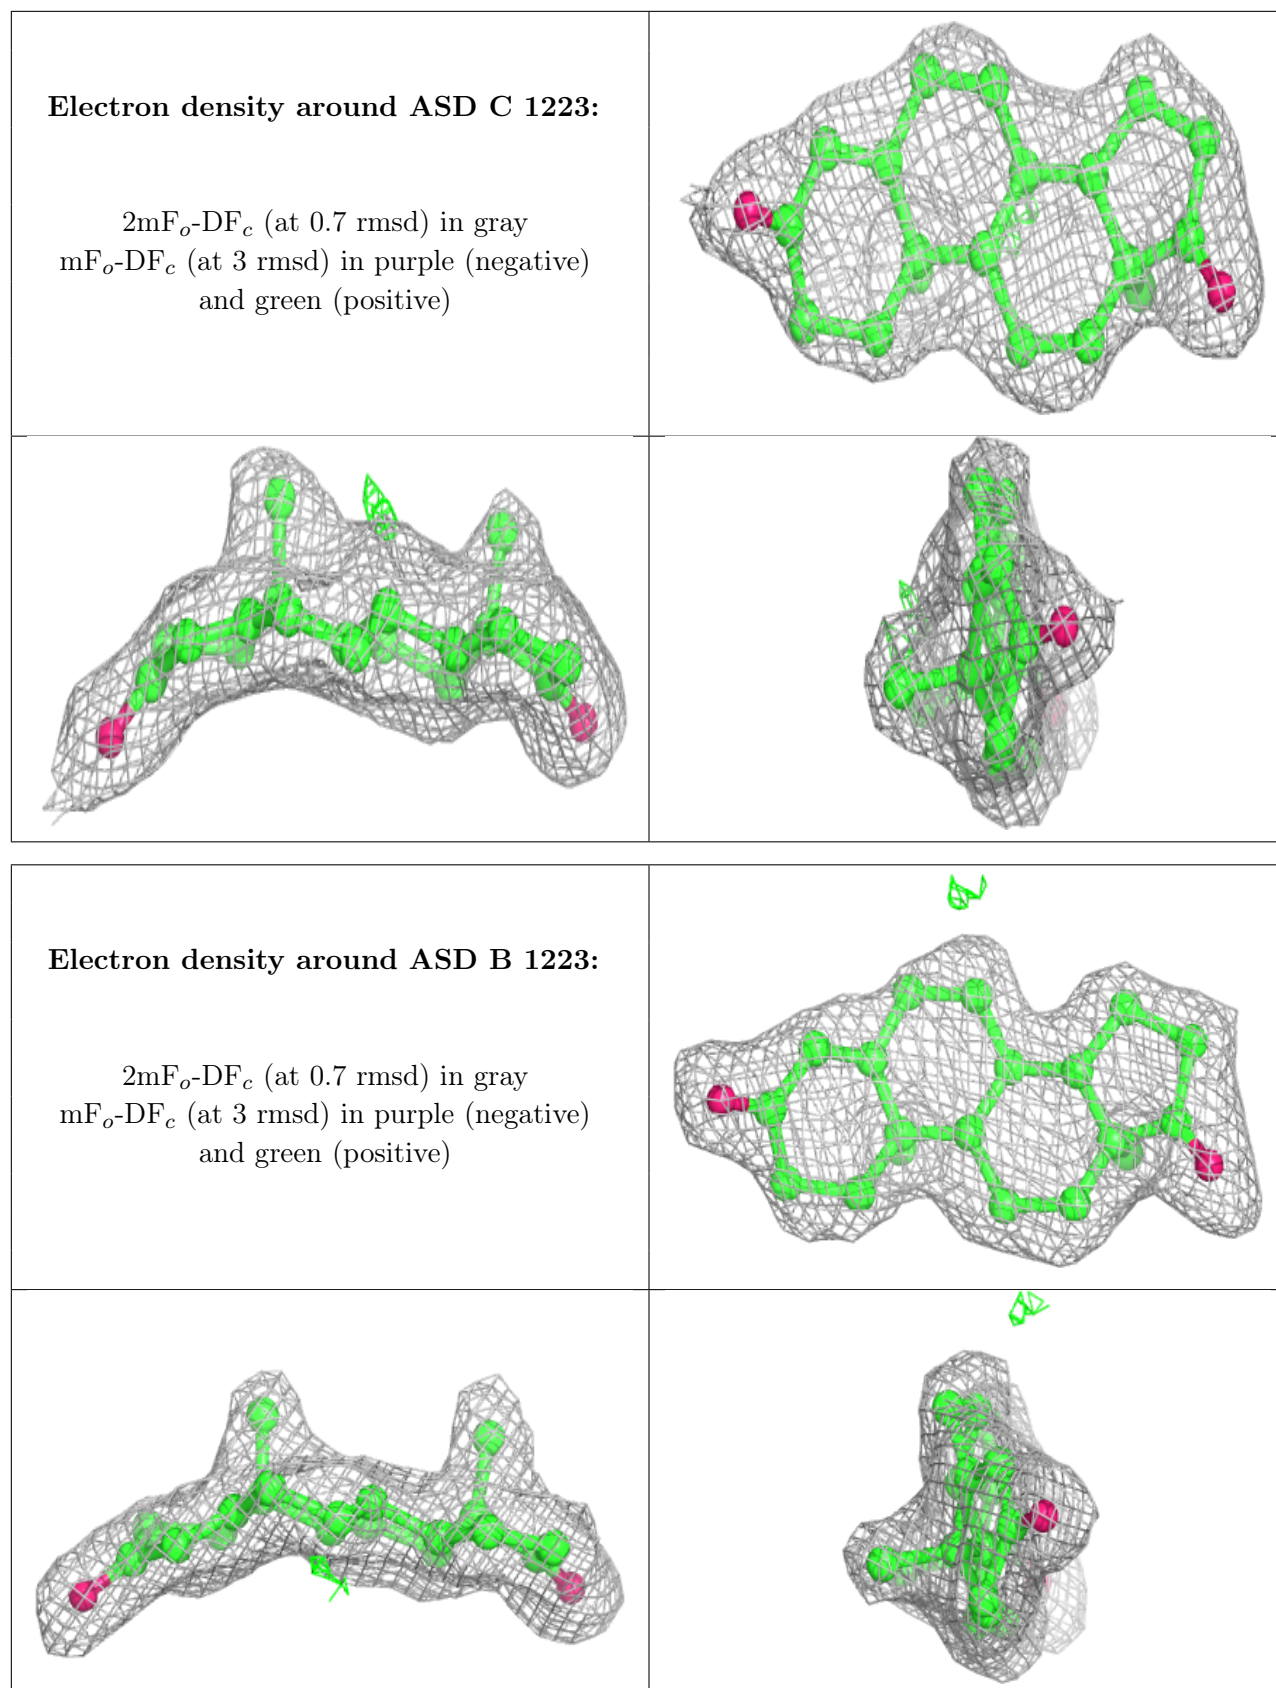 Electron density around ASD C 1223:
2mFo-DFc (at 0.7 rmsd) in gray
mFo-DFc (at 3 rmsd) in purple (negative)
and green (positive)
Electron density around ASD B 1223:
2mFo-DFc (at 0.7 rmsd) in gray
mFo-DFc (at 3 rmsd) in purple (negative)
and green (positive)